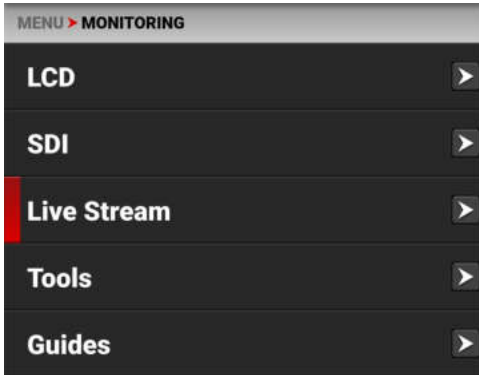 MENU > MONITORING
LCD
SDI
Live Stream
Tools
Guides